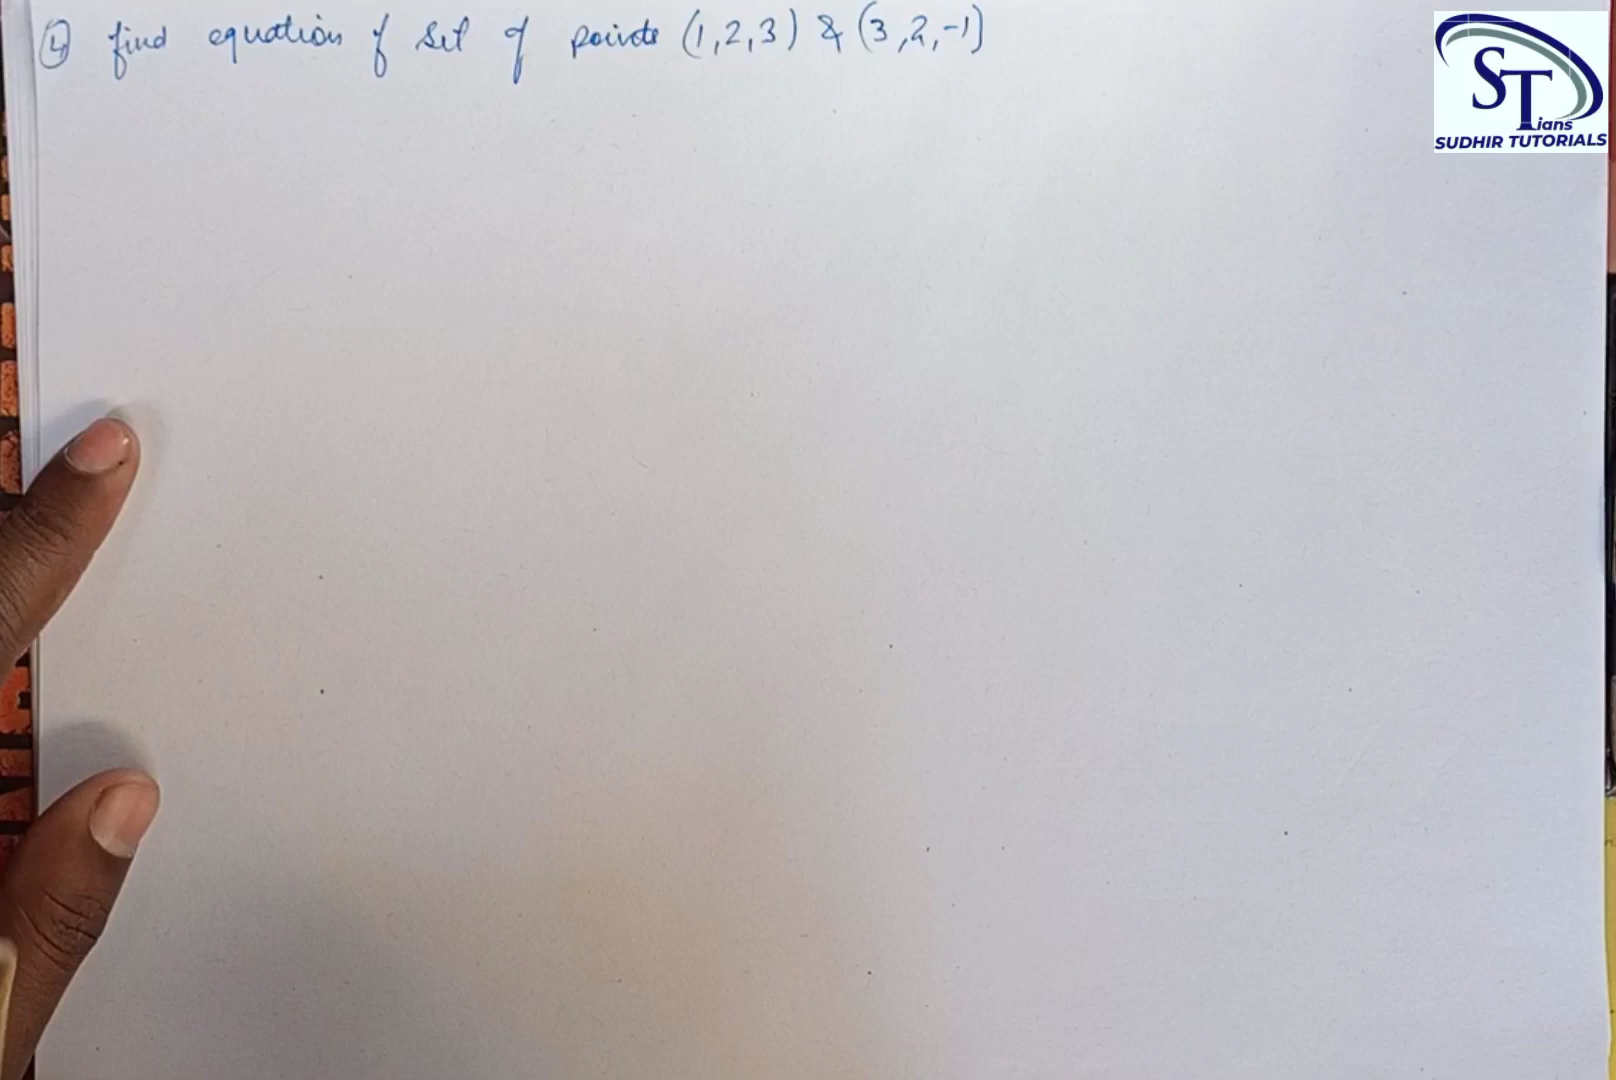 4 find equation of set of points (1,2,3) & (3,2,-1)
ST
ians
SUDHIR TUTORIALS